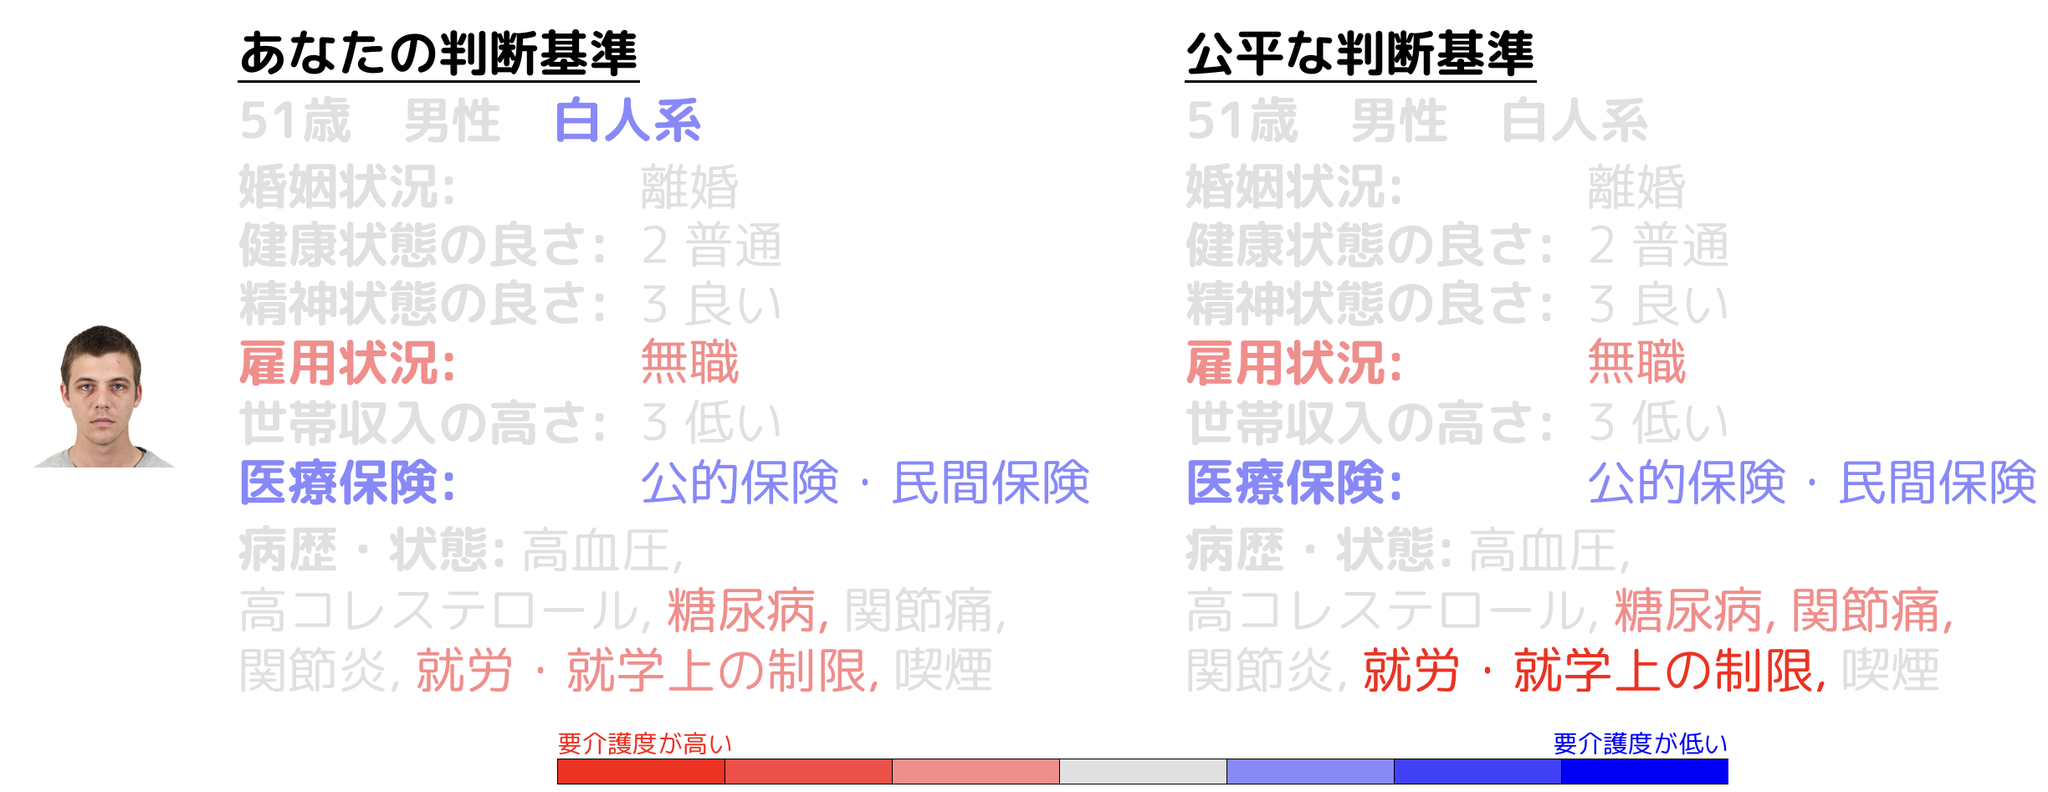 あなたの判断基準
51歳 男性 白人系
婚姻状況: 離婚
健康状態の良さ: 2 普通
精神状態の良さ: 3 良い
雇用状況: 無職
世帯収入の高さ: 3 低い
医療保険: 公的保険・民間保険
病歴・状態: 高血圧,
高コレステロール, 糖尿病, 関節痛,
関節炎, 就労・就学上の制限, 喫煙
公平な判断基準
51歳 男性 白人系
婚姻状況: 離婚
健康状態の良さ: 2 普通
精神状態の良さ: 3 良い
雇用状況: 無職
世帯収入の高さ: 3 低い
医療保険: 公的保険・民間保険
病歴・状態: 高血圧,
高コレステロール, 糖尿病, 関節痛,
関節炎, 就労・就学上の制限, 喫煙
要介護度が高い
要介護度が低い